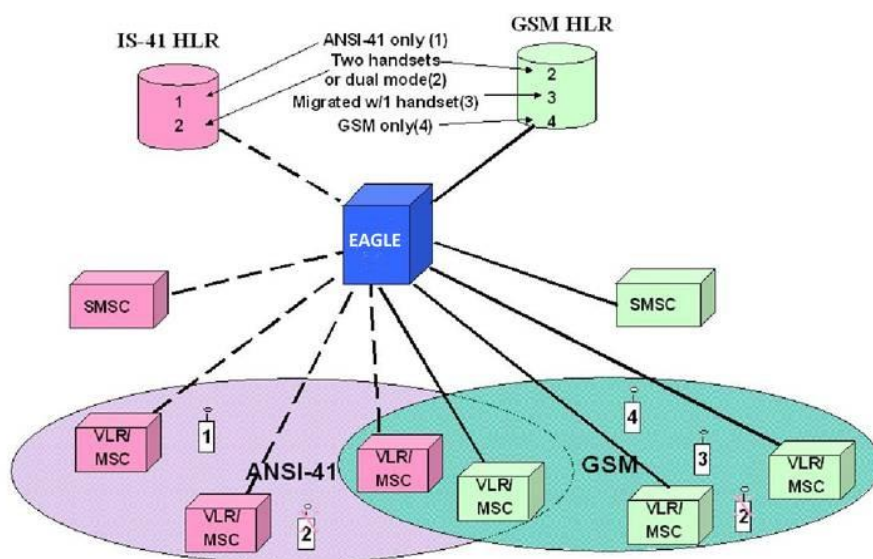 IS-41 HLR
GSM HLR
ANSI-41 only (1)
Two handsets
or dual mode(2)
Migrated w/1 handset(3)
GSM only(4)
1
2
2
3
4
EAGLE
SMSC
SMSC
1
4
3
VLR/
MSC
VLR/
MSC
VLR/
MSC
ANSI-41
GSM
VLR/
MSC
VLR/
MSC
VLR/
MSC
2
2